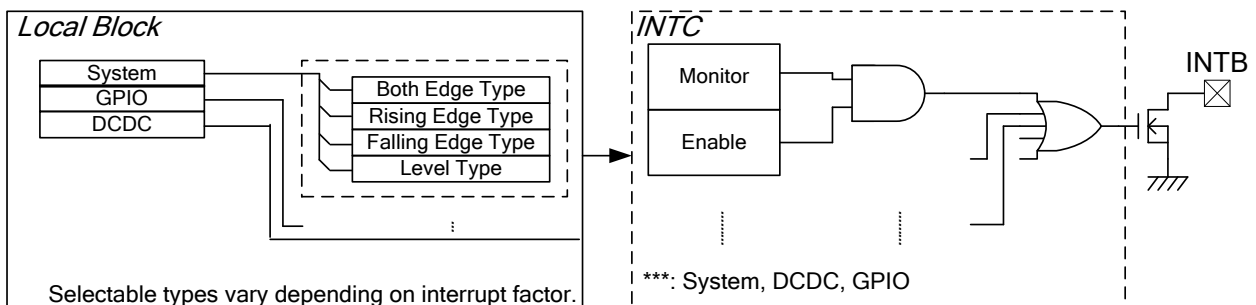 Local Block
System
GPIO
DCDC
Both Edge Type
Rising Edge Type
Falling Edge Type
Level Type
Selectable types vary depending on interrupt factor.
INTC
Monitor
Enable
***: System, DCDC, GPIO
INTB